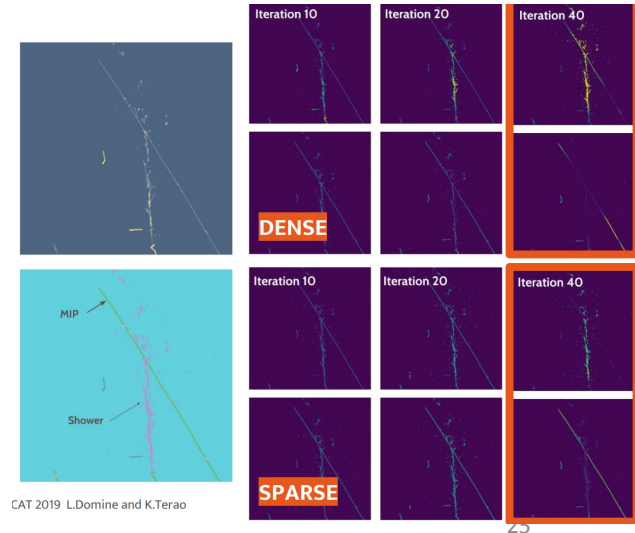 Iteration 10
Iteration 20
Iteration 40
DENSE
Iteration 10
Iteration 20
Iteration 40
MIP
Shower
SPARSE
CAT 2019 L.Domine and K.Terao